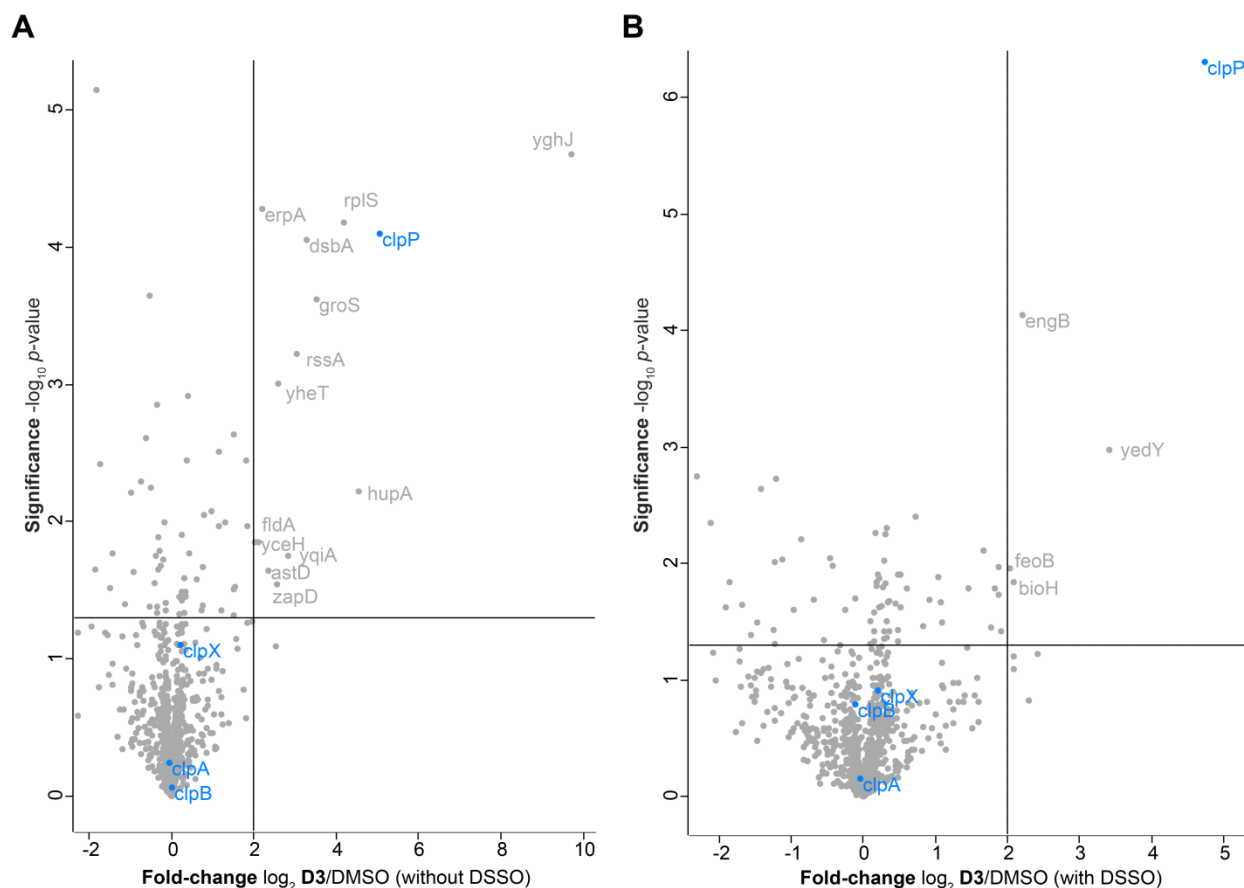 A
5
4
3
2
1
0
Significance -log10 p-value
yghJ
rplS
erpA
clpP
dsbA
groS
rssA
yheT
hupA
fldA
yceH
yqiA
astD
zapD
clpX
clpA
clpB
-2 0 2 4 6 8 10
Fold-change log2 D3/DMSO (without DSSO)
B
6
5
4
3
2
1
0
Significance -log10 p-value
clpP
engB
yedY
feoB
bioH
clpX
clpB
clpA
-2 -1 0 1 2 3 4 5
Fold-change log2 D3/DMSO (with DSSO)